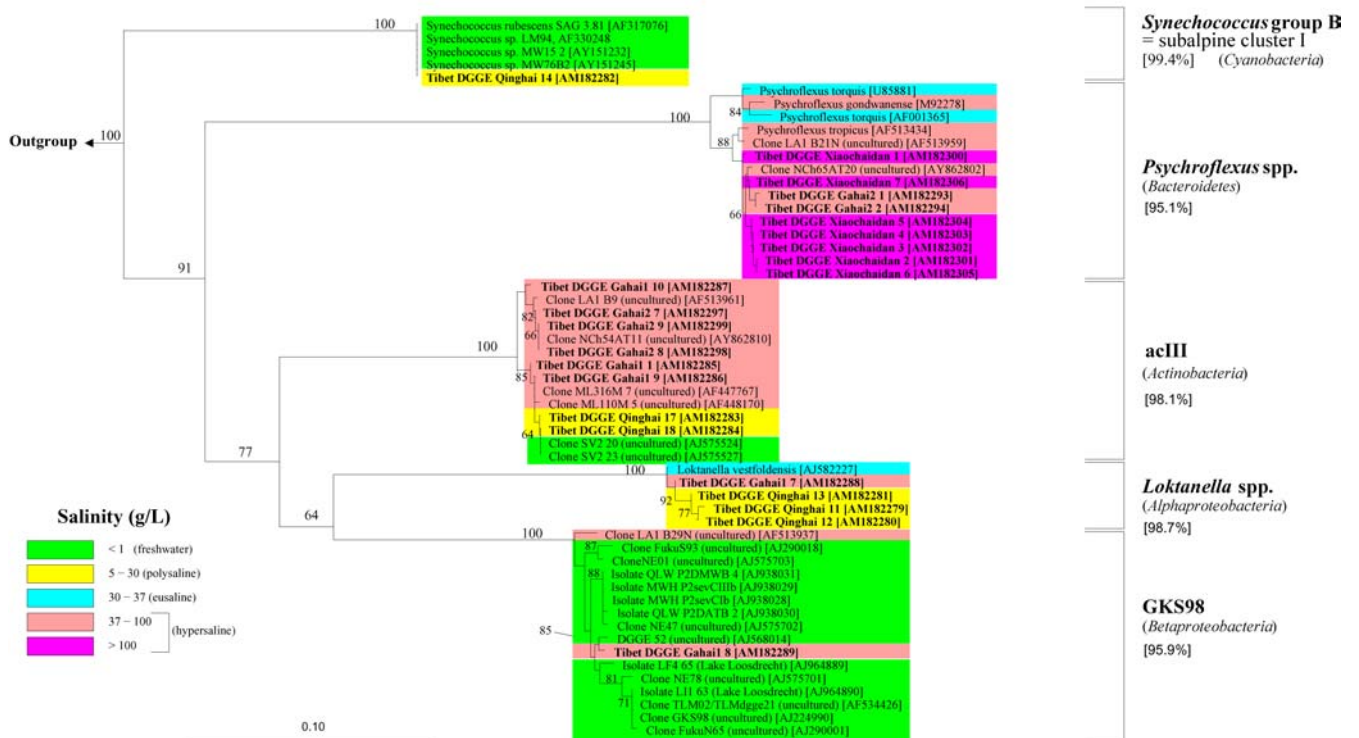 100
Synechococcus rubescens SAG 3.81 [AF317076]
Synechococcus sp. LM94, AF330248
Synechococcus sp. MW15 2 [AY151232]
Synechococcus sp. MW76B2 [AY151245]
Tibet DGGE Qinghai 14 [AM182282]
Synechococcus group B
= subalpine cluster I
[99.4%] (Cyanobacteria)
Outgroup
100
91
100
84
88
66
Psychroflexus torquis [U85881]
Psychroflexus gondwanense [M92278]
Psychroflexus torquis [AF001365]
Psychroflexus tropicus [AF513434]
Clone LA1 B21N (uncultured) [AF513959]
Tibet DGGE Xiaochaidan 1 [AM182300]
Clone NCh65AT20 (uncultured) [AY862802]
Tibet DGGE Xiaochaidan 7 [AM182306]
Tibet DGGE Gahai2 1 [AM182293]
Tibet DGGE Gahai2 2 [AM182294]
Tibet DGGE Xiaochaidan 5 [AM182304]
Tibet DGGE Xiaochaidan 4 [AM182303]
Tibet DGGE Xiaochaidan 3 [AM182302]
Tibet DGGE Xiaochaidan 2 [AM182301]
Tibet DGGE Xiaochaidan 6 [AM182305]
Psychroflexus spp.
(Bacteroidetes)
[95.1%]
77
100
82
66
85
64
Tibet DGGE Gahai1 10 [AM182287]
Clone LA1 B9 (uncultured) [AF513961]
Tibet DGGE Gahai2 7 [AM182297]
Tibet DGGE Gahai2 9 [AM182299]
Clone NCh54AT11 (uncultured) [AY862810]
Tibet DGGE Gahai2 8 [AM182298]
Tibet DGGE Gahai1 1 [AM182285]
Tibet DGGE Gahai1 9 [AM182286]
Clone ML316M 7 (uncultured) [AF447767]
Clone ML110M 5 (uncultured) [AF448170]
Tibet DGGE Qinghai 17 [AM182283]
Tibet DGGE Qinghai 18 [AM182284]
Clone SV2 20 (uncultured) [AJ575524]
Clone SV2 23 (uncultured) [AJ575527]
acIII
(Actinobacteria)
[98.1%]
64
100
92
77
Loktanella vestfoldensis [AJ582227]
Tibet DGGE Gahai1 7 [AM182288]
Tibet DGGE Qinghai 13 [AM182281]
Tibet DGGE Qinghai 11 [AM182279]
Tibet DGGE Qinghai 12 [AM182280]
Loktanella spp.
(Alphaproteobacteria)
[98.7%]
100
87
88
85
81
71
Clone LA1 B29N (uncultured) [AF513937]
Clone FukuS93 (uncultured) [AJ290018]
CloneNE01 (uncultured) [AJ575703]
Isolate QLW P2DMWB 4 [AJ938031]
Isolate MWH P2sevCIIIb [AJ938029]
Isolate MWH P2sevCIb [AJ938028]
Isolate QLW P2DATB 2 [AJ938030]
Clone NE47 (uncultured) [AJ575702]
DGGE 52 (uncultured) [AJ568014]
Tibet DGGE Gahai1 8 [AM182289]
Isolate LF4 65 (Lake Loosdrecht) [AJ964889]
Clone NE78 (uncultured) [AJ575701]
Isolate LI1 63 (Lake Loosdrecht) [AJ964890]
Clone TLM02/TLMdgge21 (uncultured) [AF534426]
Clone GKS98 (uncultured) [AJ224990]
Clone FukuN65 (uncultured) [AJ290001]
GKS98
(Betaproteobacteria)
[95.9%]
Salinity (g/L)
< 1 (freshwater)
5 – 30 (polysaline)
30 – 37 (eusaline)
37 – 100
(hypersaline)
> 100
0.10